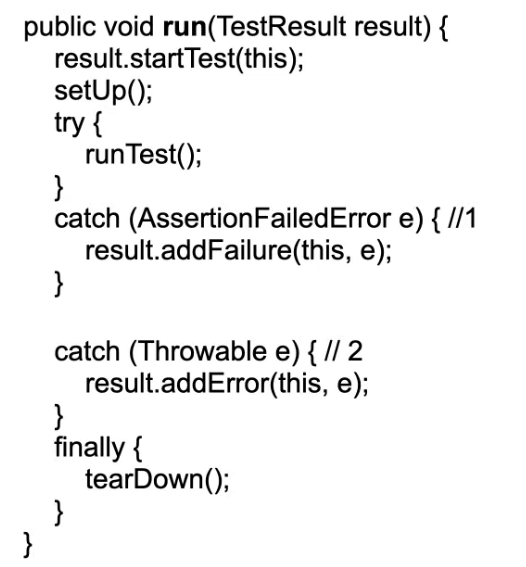 public void run(TestResult result) {
result.startTest(this);
setUp();
try {
runTest();
}
catch (AssertionFailedError e) { //1
result.addFailure(this, e);
}
catch (Throwable e) { // 2
result.addError(this, e);
}
finally {
tearDown();
}
}